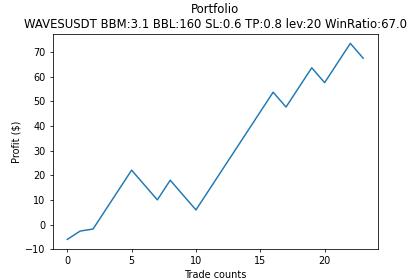 Portfolio
WAVESUSDT BBM:3.1 BBL:160 SL:0.6 TP:0.8 lev:20 WinRatio:67.0
Profit ($)
70
60
50
40
30
20
10
0
−10
0 5 10 15 20
Trade counts